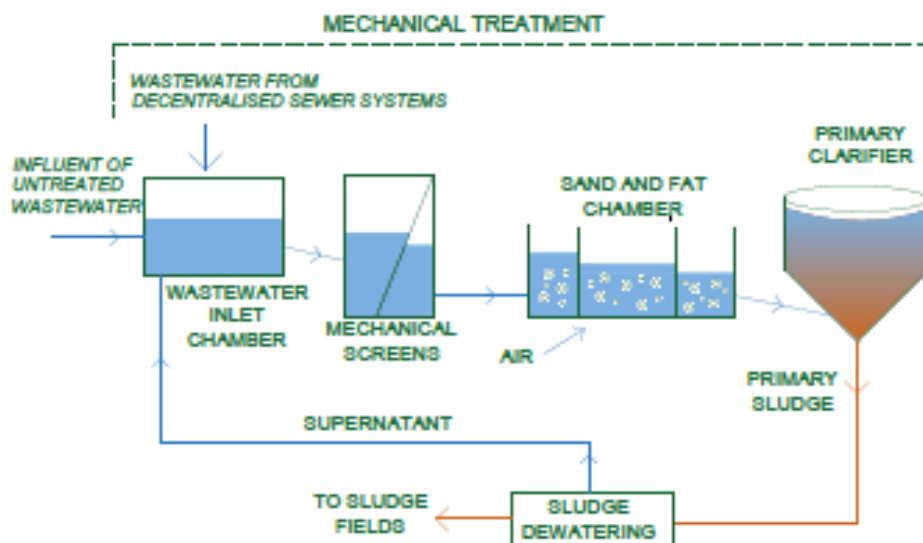 MECHANICAL TREATMENT
WASTEWATER FROM
DECENTRALISED SEWER SYSTEMS
INFLUENT OF
UNTREATED
WASTEWATER
PRIMARY
CLARIFIER
SAND AND FAT
CHAMBER
WASTEWATER
INLET
CHAMBER
MECHANICAL
SCREENS
AIR
PRIMARY
SLUDGE
SUPERNATANT
TO SLUDGE
FIELDS
SLUDGE
DEWATERING